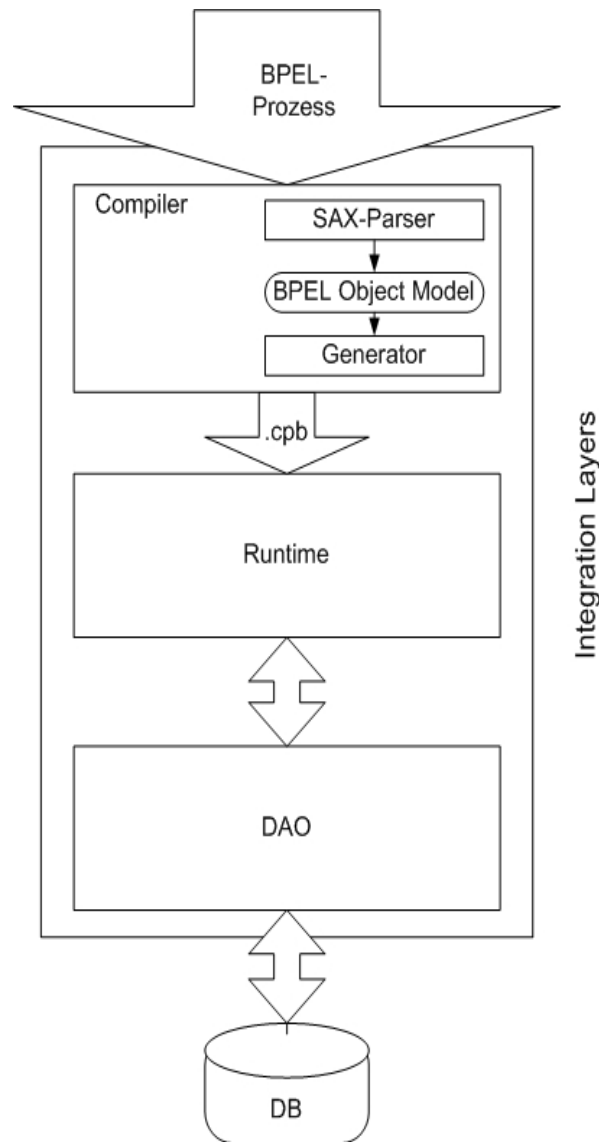 BPEL-
Prozess
Compiler
SAX-Parser
BPEL Object Model
Generator
.cpb
Runtime
Integration Layers
DAO
DB